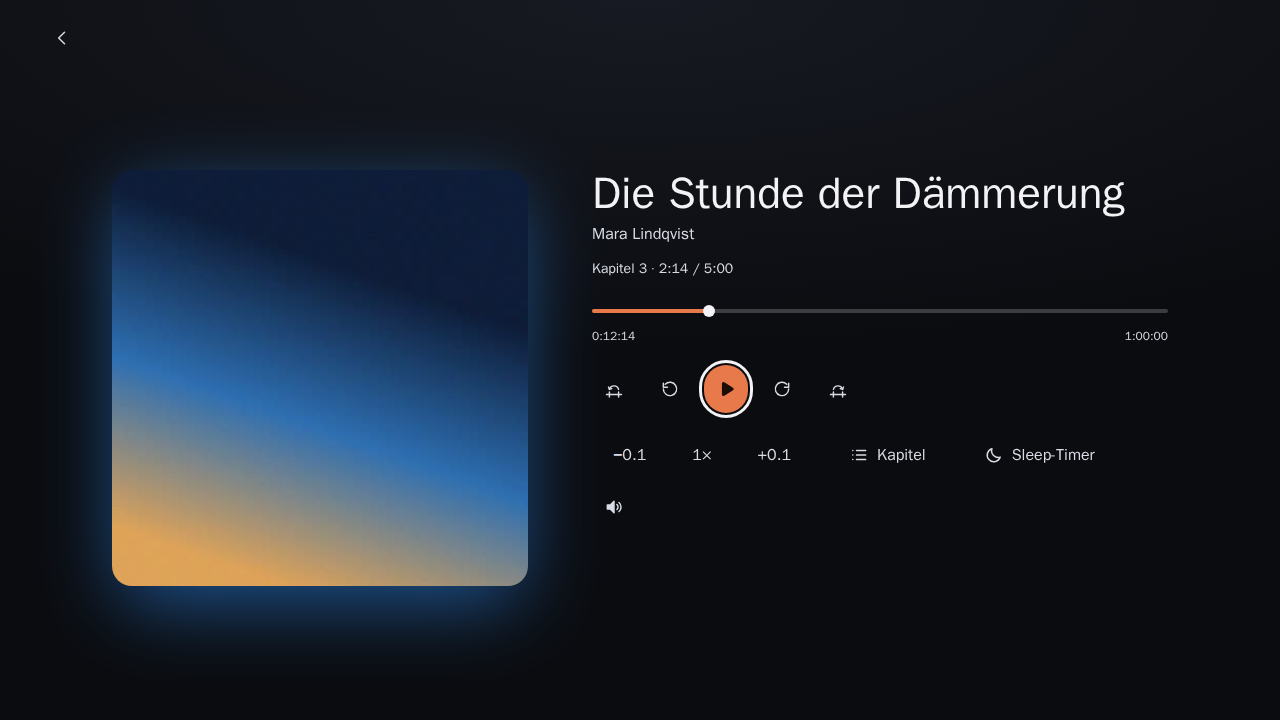 Die Stunde der Dämmerung
Mara Lindqvist
Kapitel 3 · 2:14 / 5:00
0:12:14 1:00:00
−0.1 1× +0.1 Kapitel Sleep-Timer